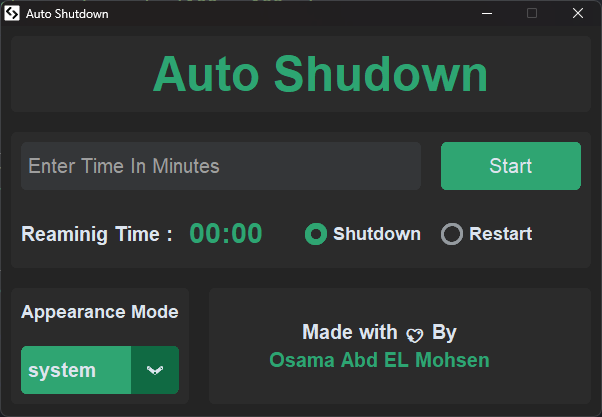 Auto Shutdown
Auto Shudown
Enter Time In Minutes
Start
Reaminig Time :
00:00
Shutdown
Restart
Appearance Mode
system
Made with By
Osama Abd EL Mohsen